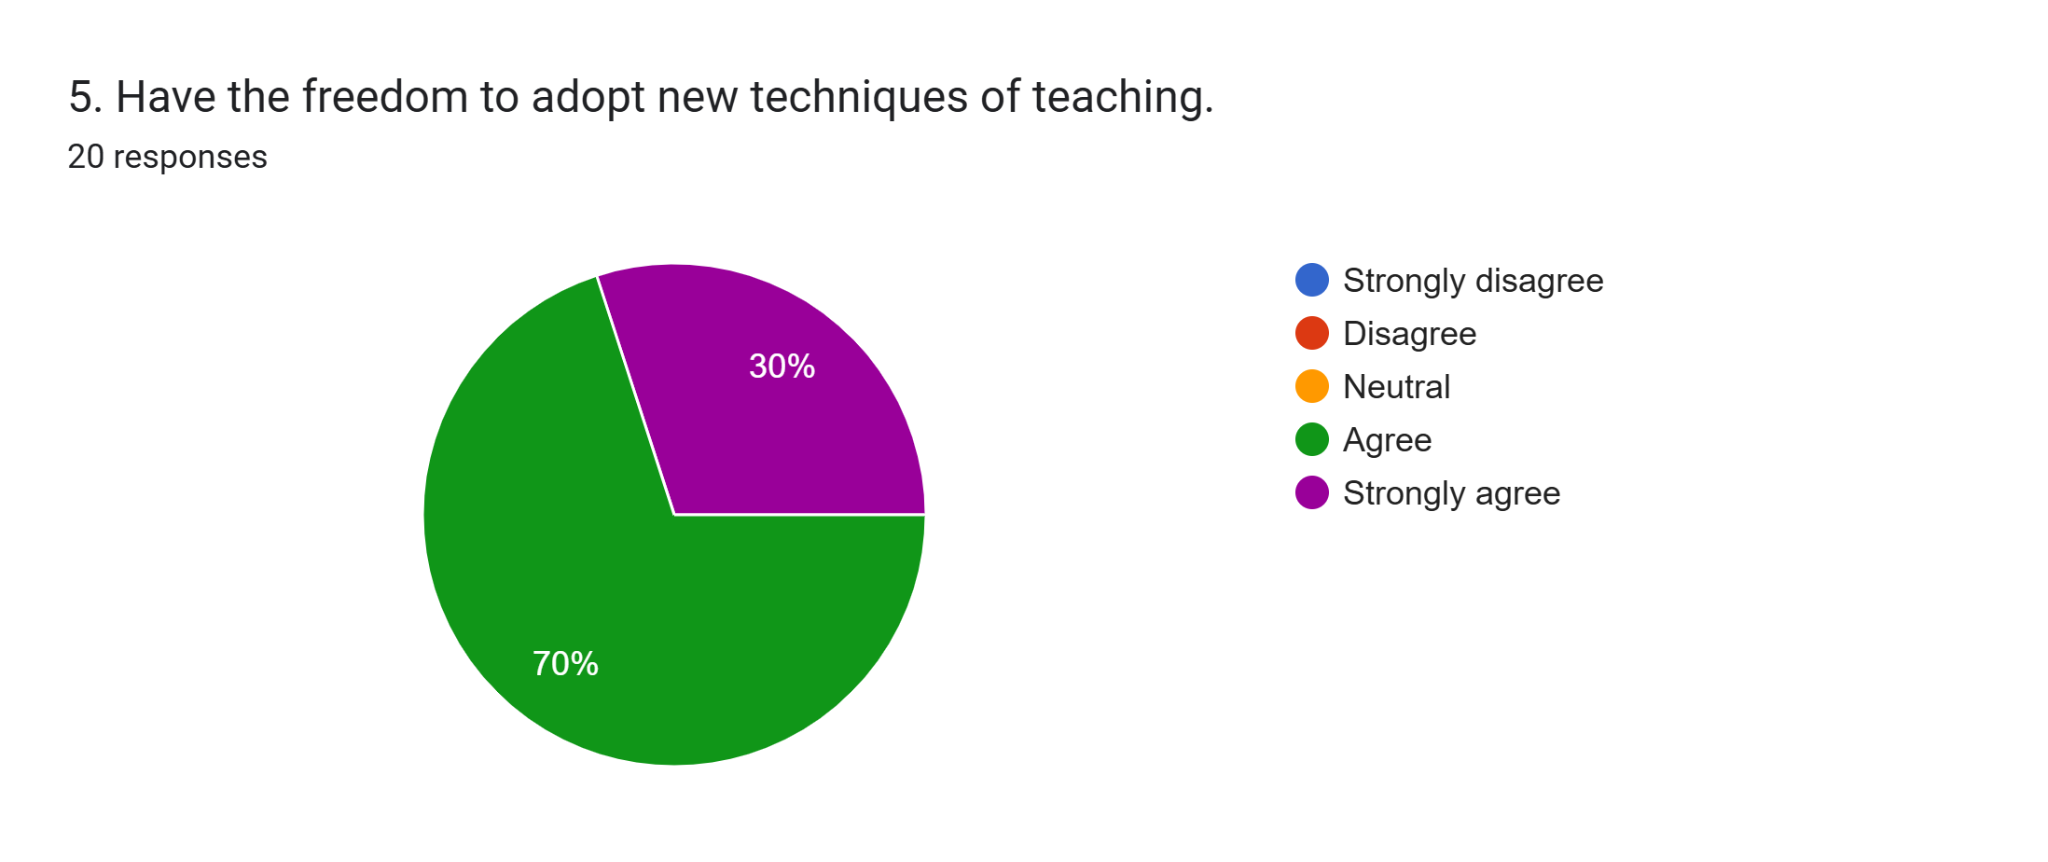 5. Have the freedom to adopt new techniques of teaching.
20 responses
30%
70%
Strongly disagree
Disagree
Neutral
Agree
Strongly agree